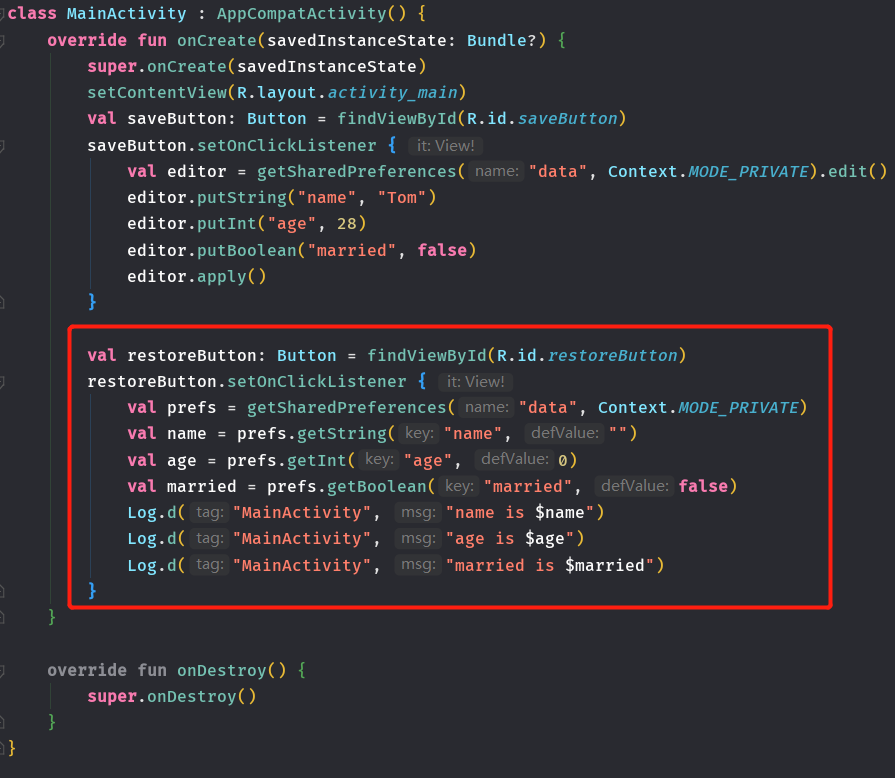 class MainActivity : AppCompatActivity() {
    override fun onCreate(savedInstanceState: Bundle?) {
        super.onCreate(savedInstanceState)
        setContentView(R.layout.activity_main)
        val saveButton: Button = findViewById(R.id.saveButton)
        saveButton.setOnClickListener { it: View!
            val editor = getSharedPreferences( name: "data", Context.MODE_PRIVATE).edit()
            editor.putString("name", "Tom")
            editor.putInt("age", 28)
            editor.putBoolean("married", false)
            editor.apply()
        }
        val restoreButton: Button = findViewById(R.id.restoreButton)
        restoreButton.setOnClickListener { it: View!
            val prefs = getSharedPreferences( name: "data", Context.MODE_PRIVATE)
            val name = prefs.getString( key: "name", defValue: "")
            val age = prefs.getInt( key: "age", defValue: 0)
            val married = prefs.getBoolean( key: "married", defValue: false)
            Log.d( tag: "MainActivity", msg: "name is $name")
            Log.d( tag: "MainActivity", msg: "age is $age")
            Log.d( tag: "MainActivity", msg: "married is $married")
        }
    }
    override fun onDestroy() {
        super.onDestroy()
    }
}